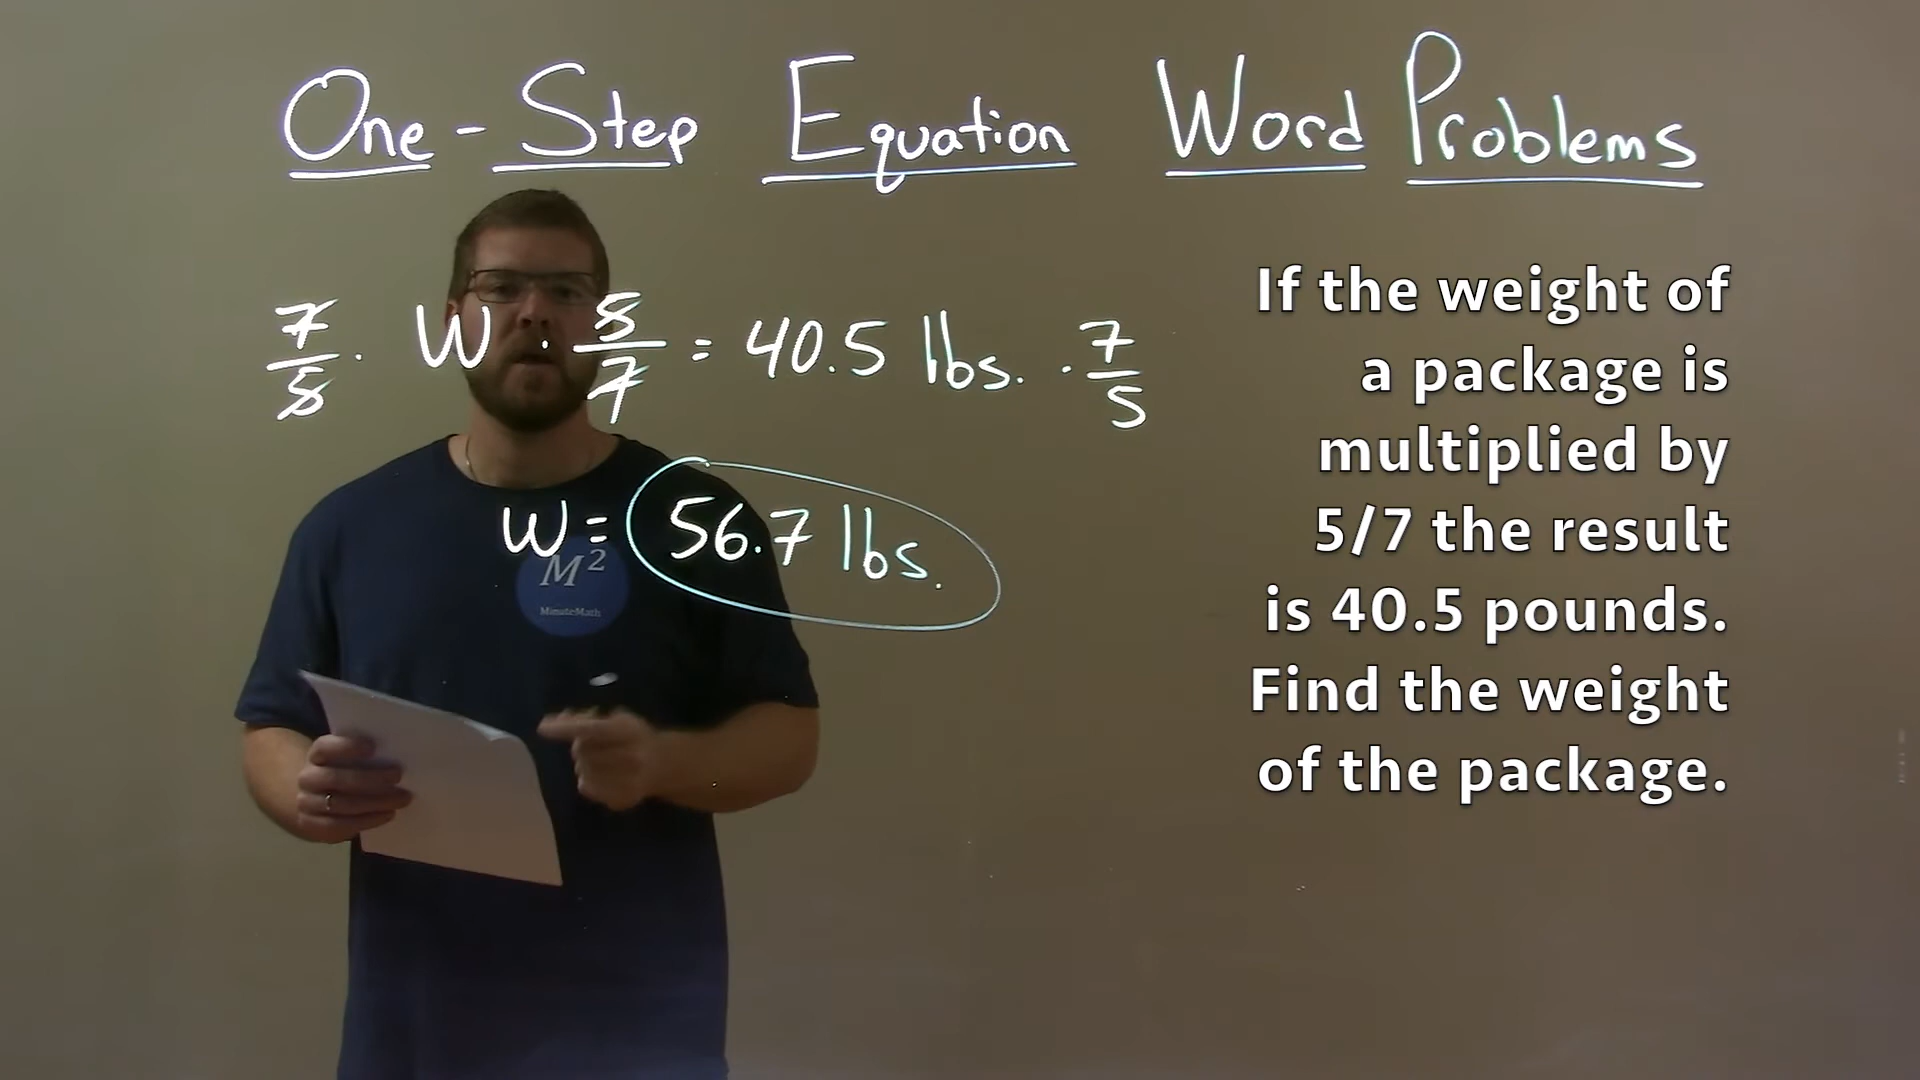 One-Step Equation Word Problems
7/5 · W · 5/7 = 40.5 lbs. · 7/5
W = 56.7 lbs.
M²
MinuteMath
If the weight of
a package is
multiplied by
5/7 the result
is 40.5 pounds.
Find the weight
of the package.